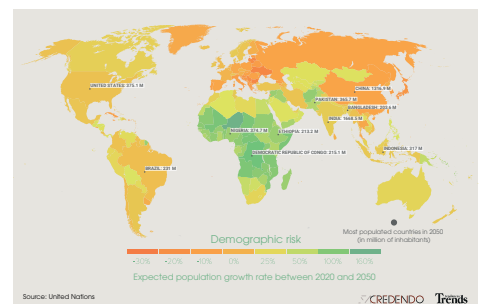 UNITED STATES: 375.1 M
CHINA: 1316.9 M
PAKISTAN: 366.7 M
BANGLADESH: 203.6 M
INDIA: 1668.5 M
NIGERIA: 374.7 M
ETHIOPIA: 213.2 M
DEMOCRATIC REPUBLIC OF CONGO: 215.1 M
INDONESIA: 317 M
BRAZIL: 231 M
Most populated countries in 2050
(in million of inhabitants)
Demographic risk
-30% -20% -10% 0% 25% 50% 100% 100%
Expected population growth rate between 2020 and 2050
Source: United Nations
CREDENDO
Trends